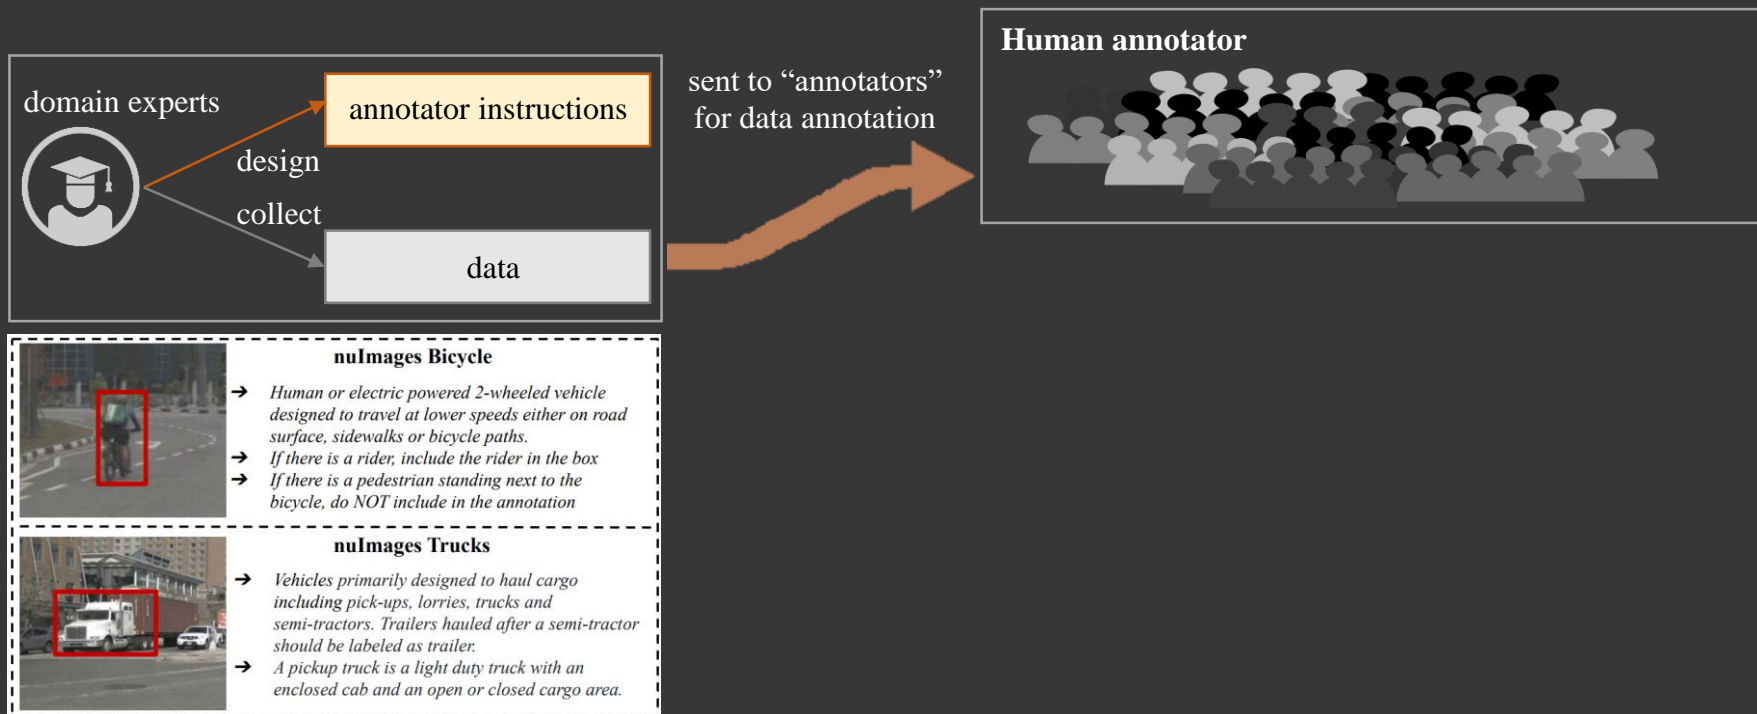 domain experts
annotator instructions
design
collect
data
sent to “annotators”
for data annotation
Human annotator
nuImages Bicycle
➔ Human or electric powered 2-wheeled vehicle
designed to travel at lower speeds either on road
surface, sidewalks or bicycle paths.
➔ If there is a rider, include the rider in the box
➔ If there is a pedestrian standing next to the
bicycle, do NOT include in the annotation
nuImages Trucks
➔ Vehicles primarily designed to haul cargo
including pick-ups, lorries, trucks and
semi-tractors. Trailers hauled after a semi-tractor
should be labeled as trailer.
➔ A pickup truck is a light duty truck with an
enclosed cab and an open or closed cargo area.